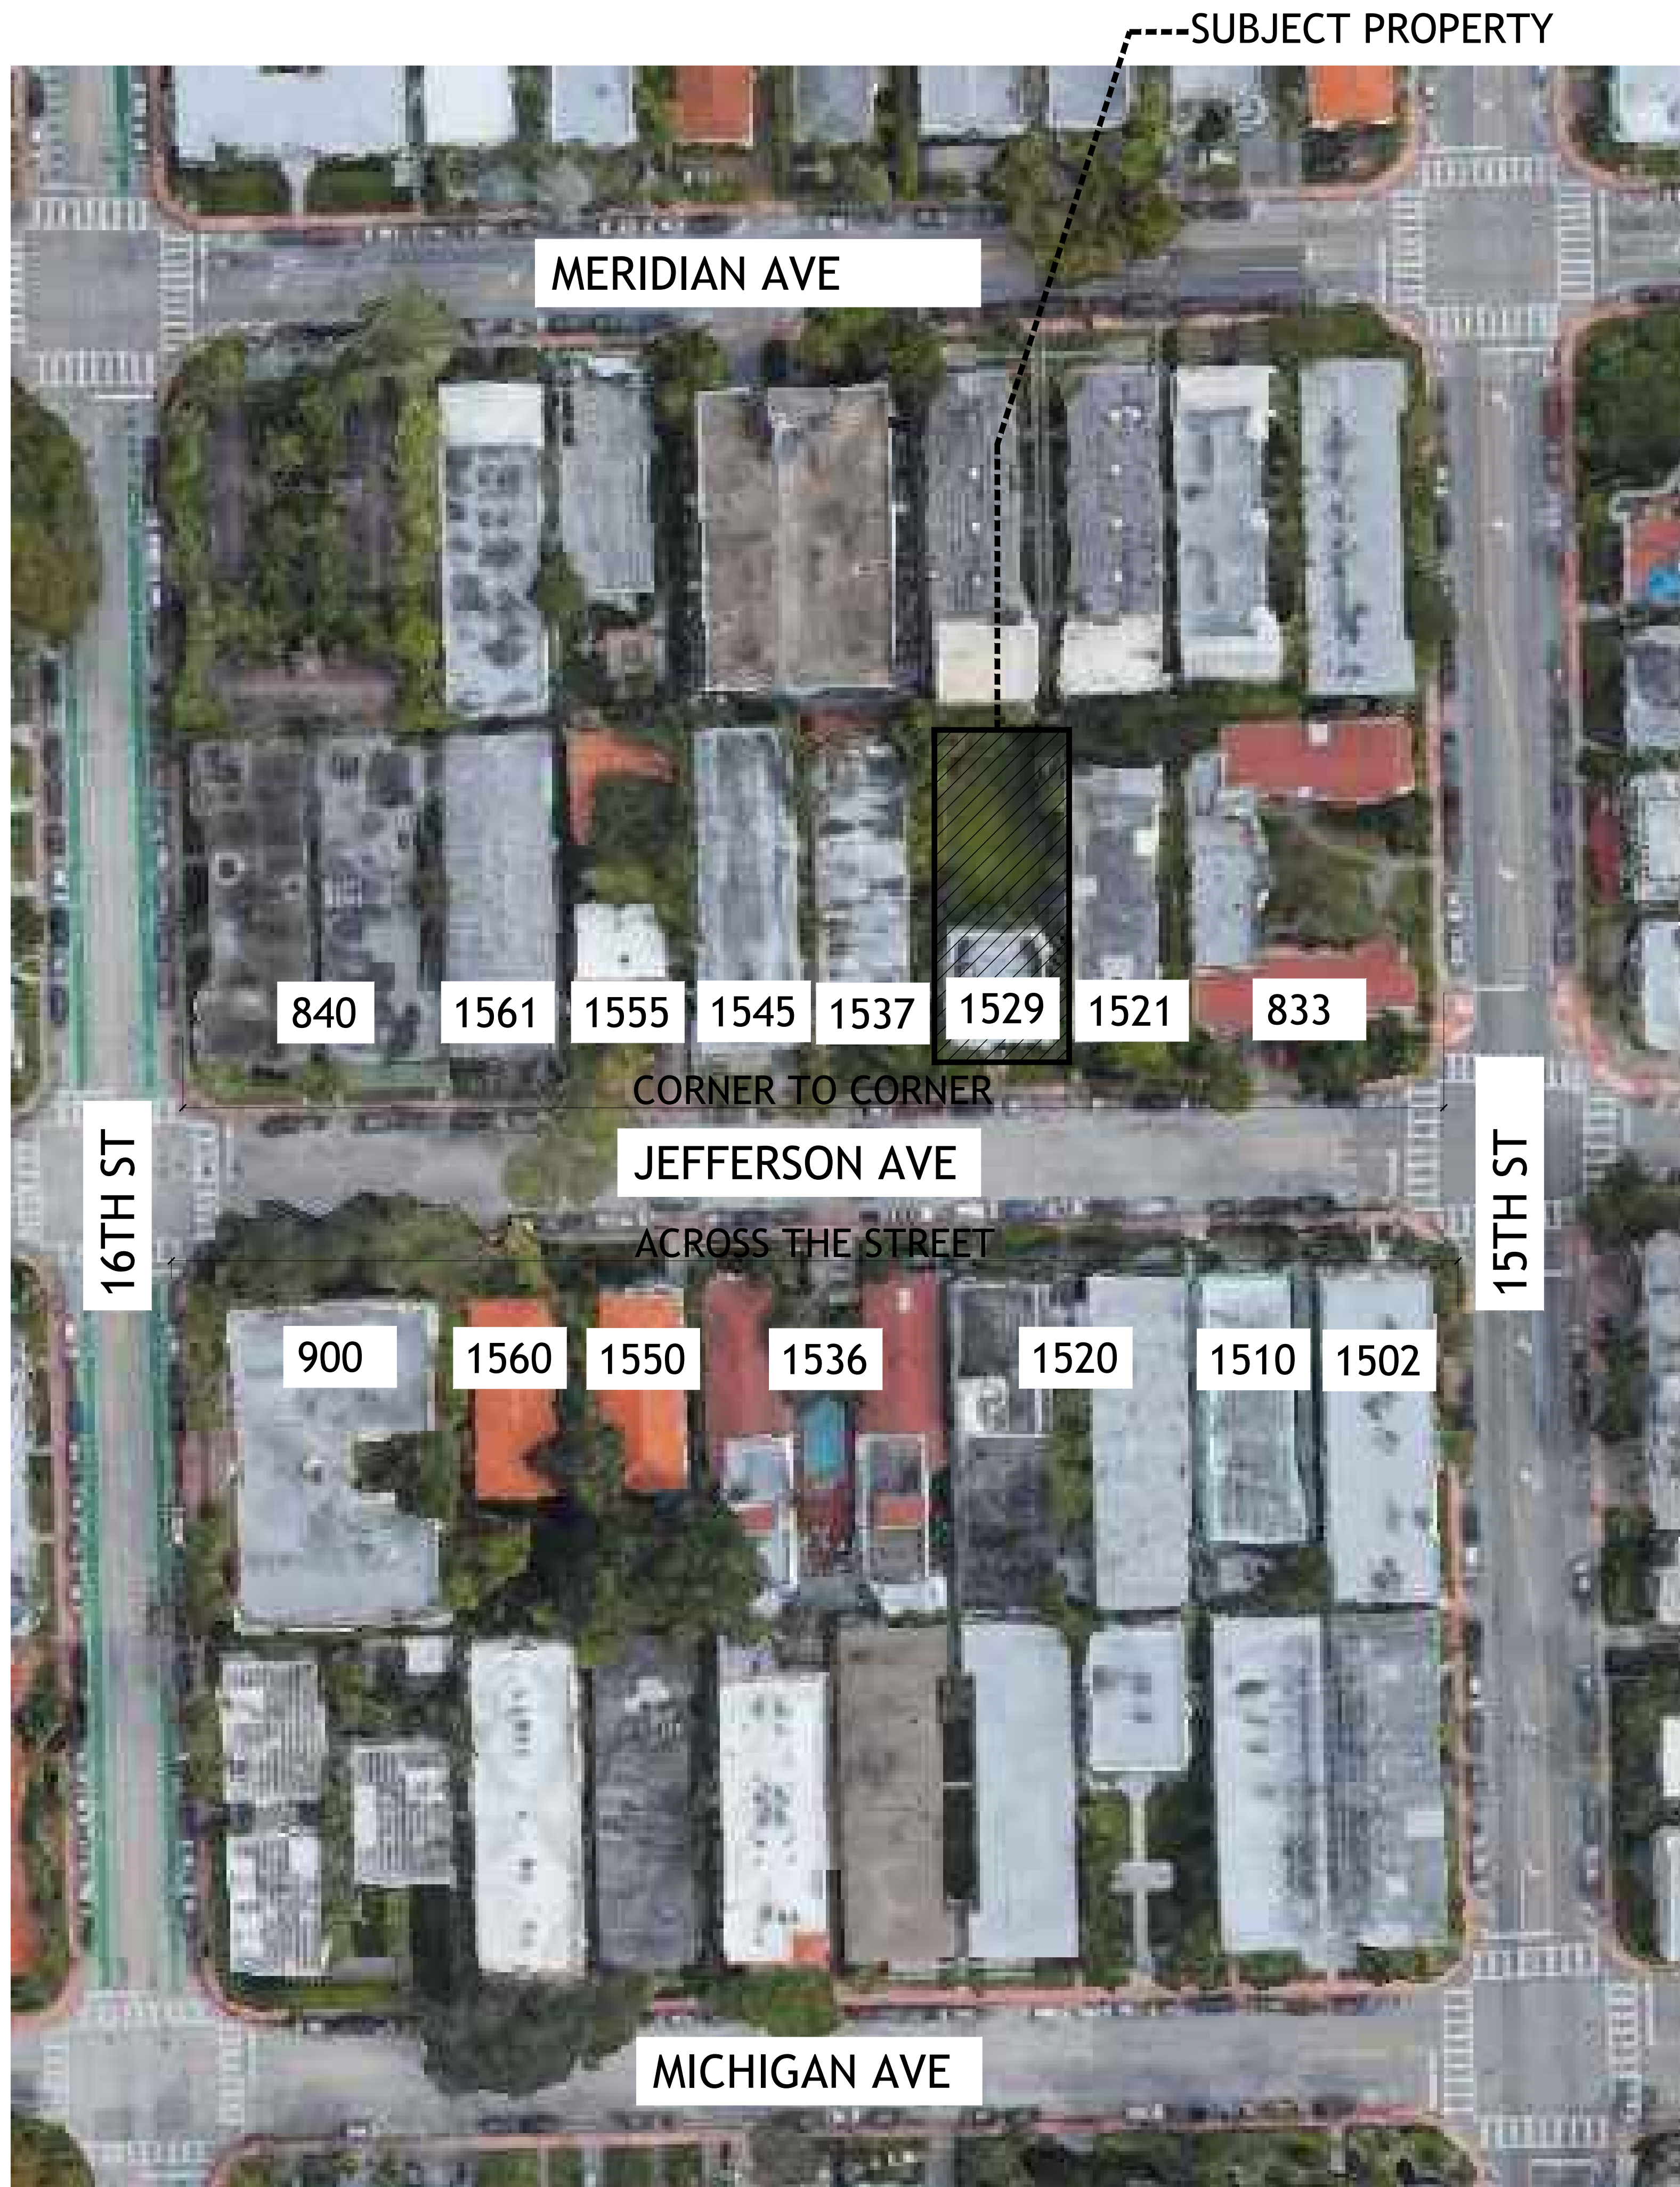 SUBJECT PROPERTY
MERIDIAN AVE
840
1561
1555
1545
1537
1529
1521
833
CORNER TO CORNER
JEFFERSON AVE
16TH ST
15TH ST
ACROSS THE STREET
900
1560
1550
1536
1520
1510
1502
MICHIGAN AVE